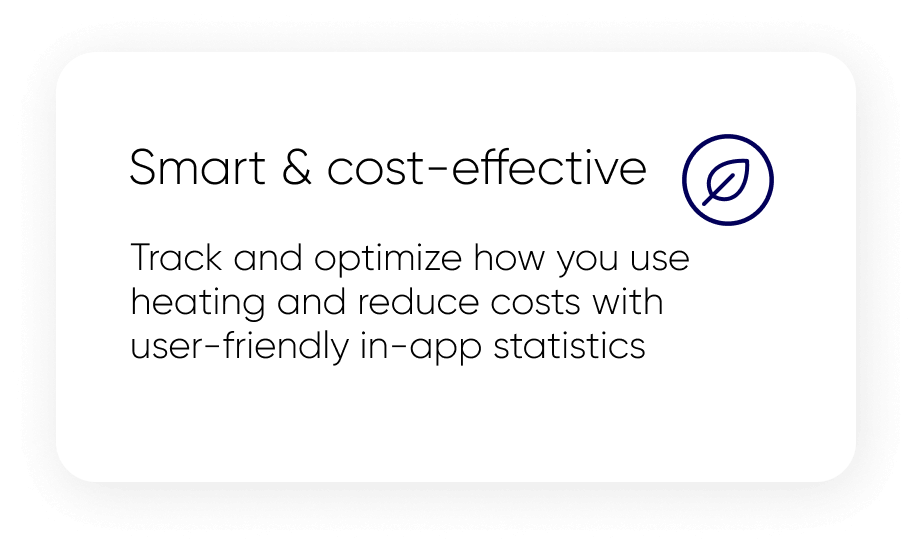 Smart & cost-effective
Track and optimize how you use
heating and reduce costs with
user-friendly in-app statistics